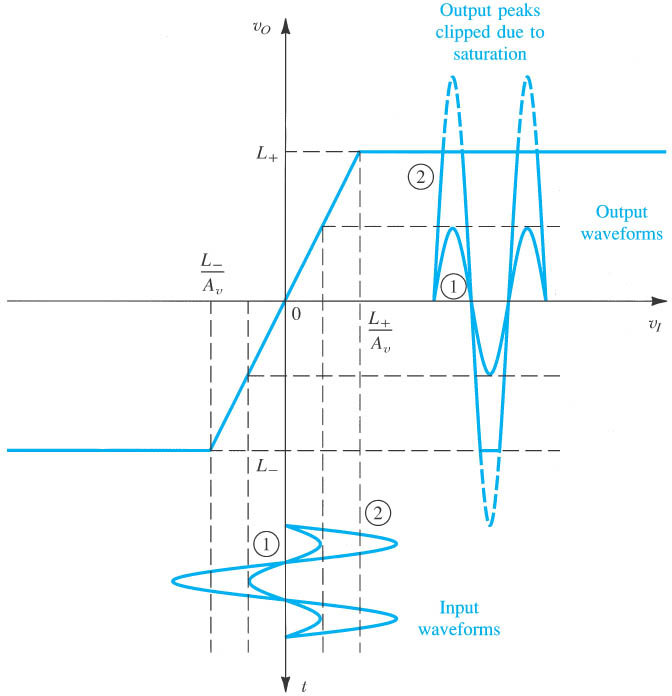 Output peaks
clipped due to
saturation
v_O
L_+
2
Output
waveforms
L_-
A_v
1
0
L_+
A_v
v_I
L_-
2
1
Input
waveforms
t